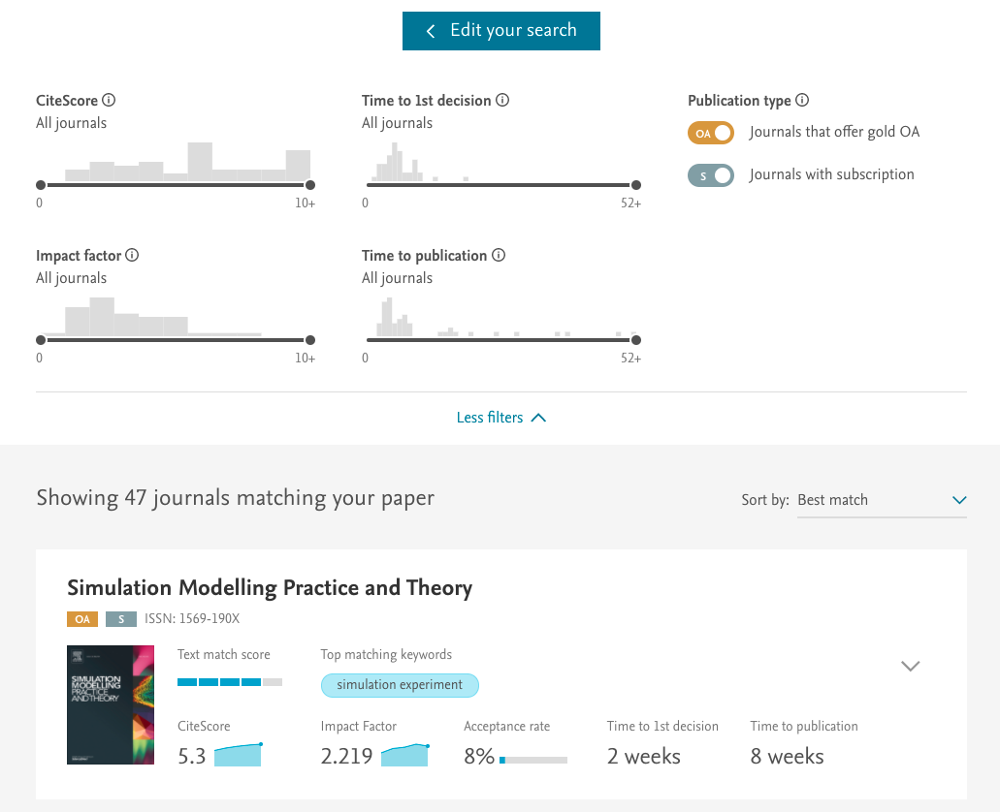 Edit your search
CiteScore
All journals
0 10+
Time to 1st decision
All journals
0 52+
Publication type
OA Journals that offer gold OA
S Journals with subscription
Impact factor
All journals
0 10+
Time to publication
All journals
0 52+
Less filters
Showing 47 journals matching your paper
Sort by: Best match
Simulation Modelling Practice and Theory
OA S ISSN: 1569-190X
SIMULATION
MODELLING
PRACTICE
AND THEORY
Text match score
Top matching keywords
simulation experiment
CiteScore
5.3
Impact Factor
2.219
Acceptance rate
8%
Time to 1st decision
2 weeks
Time to publication
8 weeks